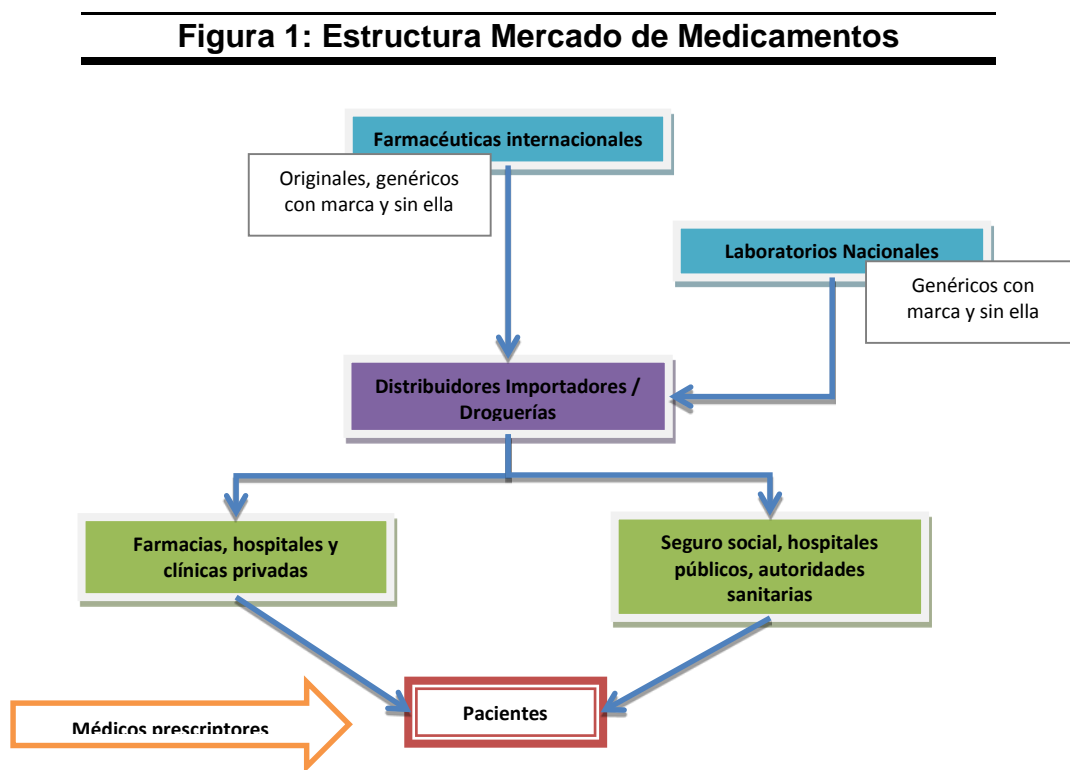 Figura 1: Estructura Mercado de Medicamentos
Farmacéuticas internacionales
Originales, genéricos
con marca y sin ella
Laboratorios Nacionales
Genéricos con
marca y sin ella
Distribuidores Importadores /
Droguerías
Farmacias, hospitales y
clínicas privadas
Seguro social, hospitales
públicos, autoridades
sanitarias
Médicos prescriptores
Pacientes